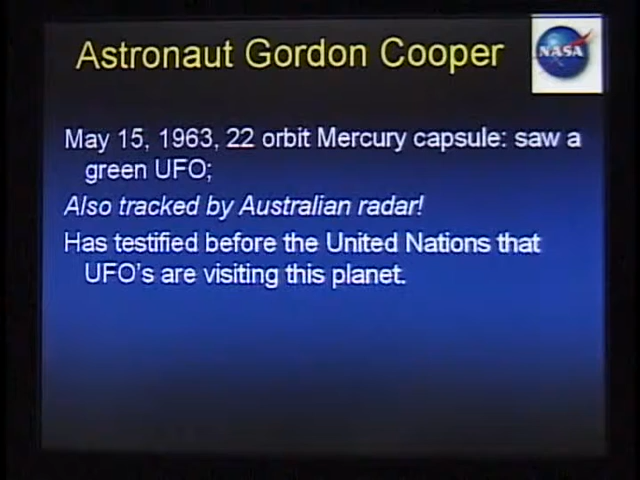 Astronaut Gordon Cooper
NASA
May 15, 1963, 22 orbit Mercury capsule: saw a
green UFO;
Also tracked by Australian radar!
Has testified before the United Nations that
UFO's are visiting this planet.